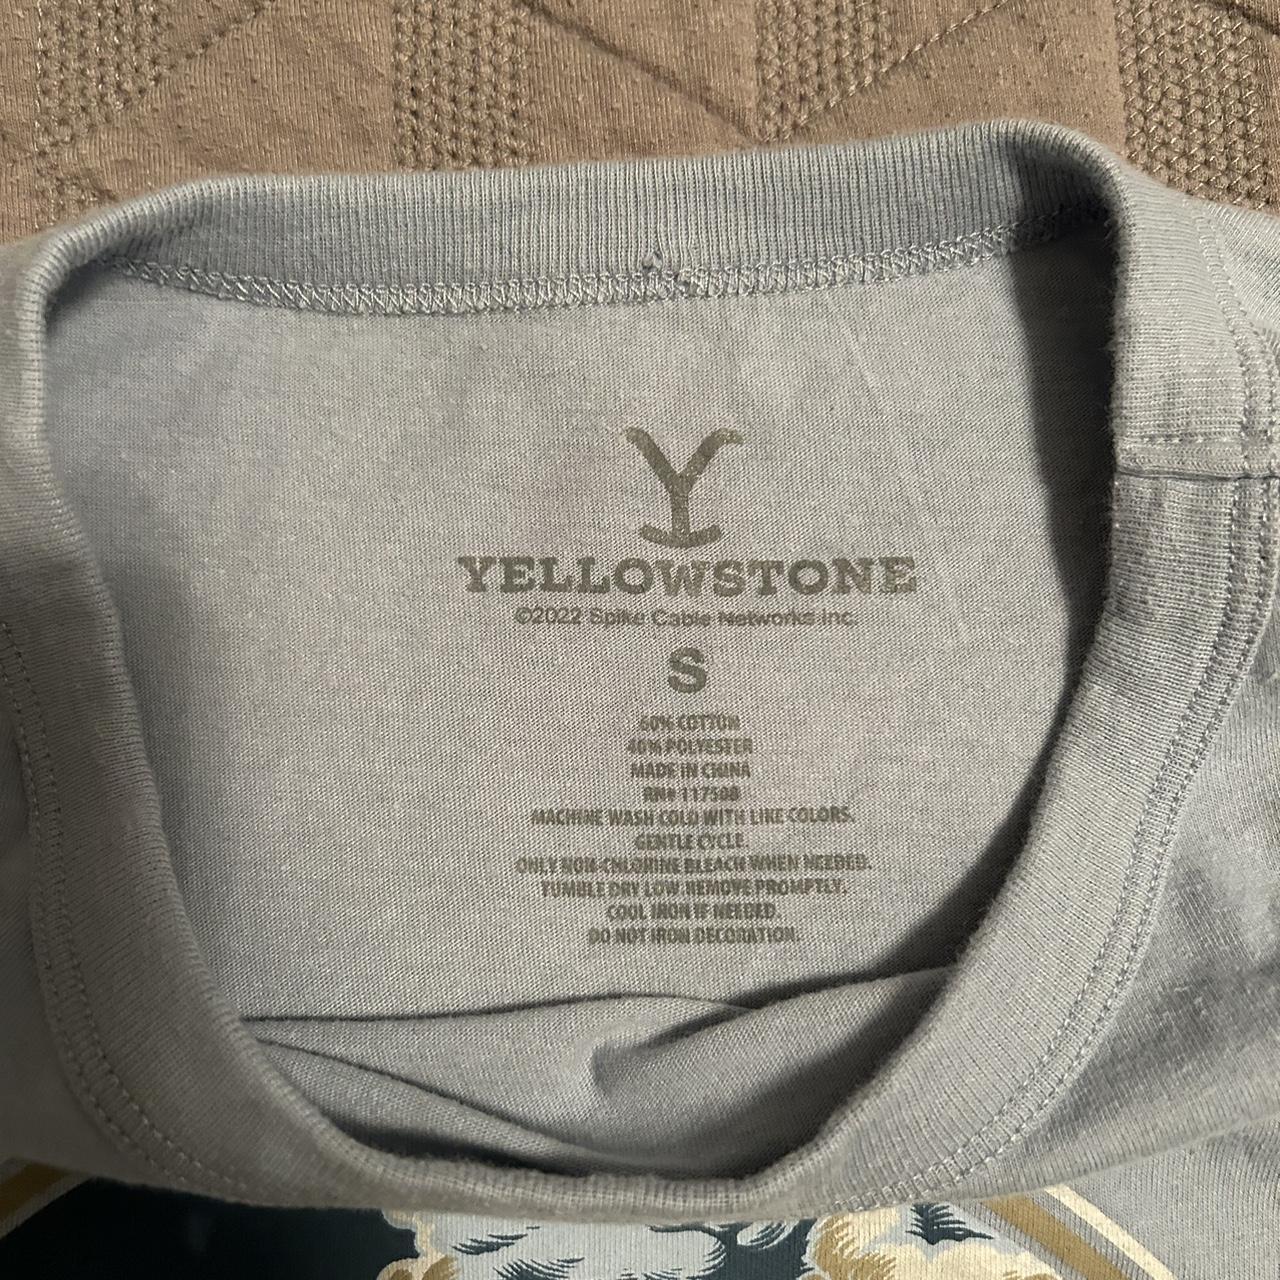 Y
YELLOWSTONE
©2022 Spike Cable Networks Inc.
S
60% COTTON
40% POLYESTER
MADE IN CHINA
RN# 117508
MACHINE WASH COLD WITH LIKE COLORS.
GENTLE CYCLE.
ONLY NON-CHLORINE BLEACH WHEN NEEDED.
TUMBLE DRY LOW. REMOVE PROMPTLY.
COOL IRON IF NEEDED.
DO NOT IRON DECORATION.